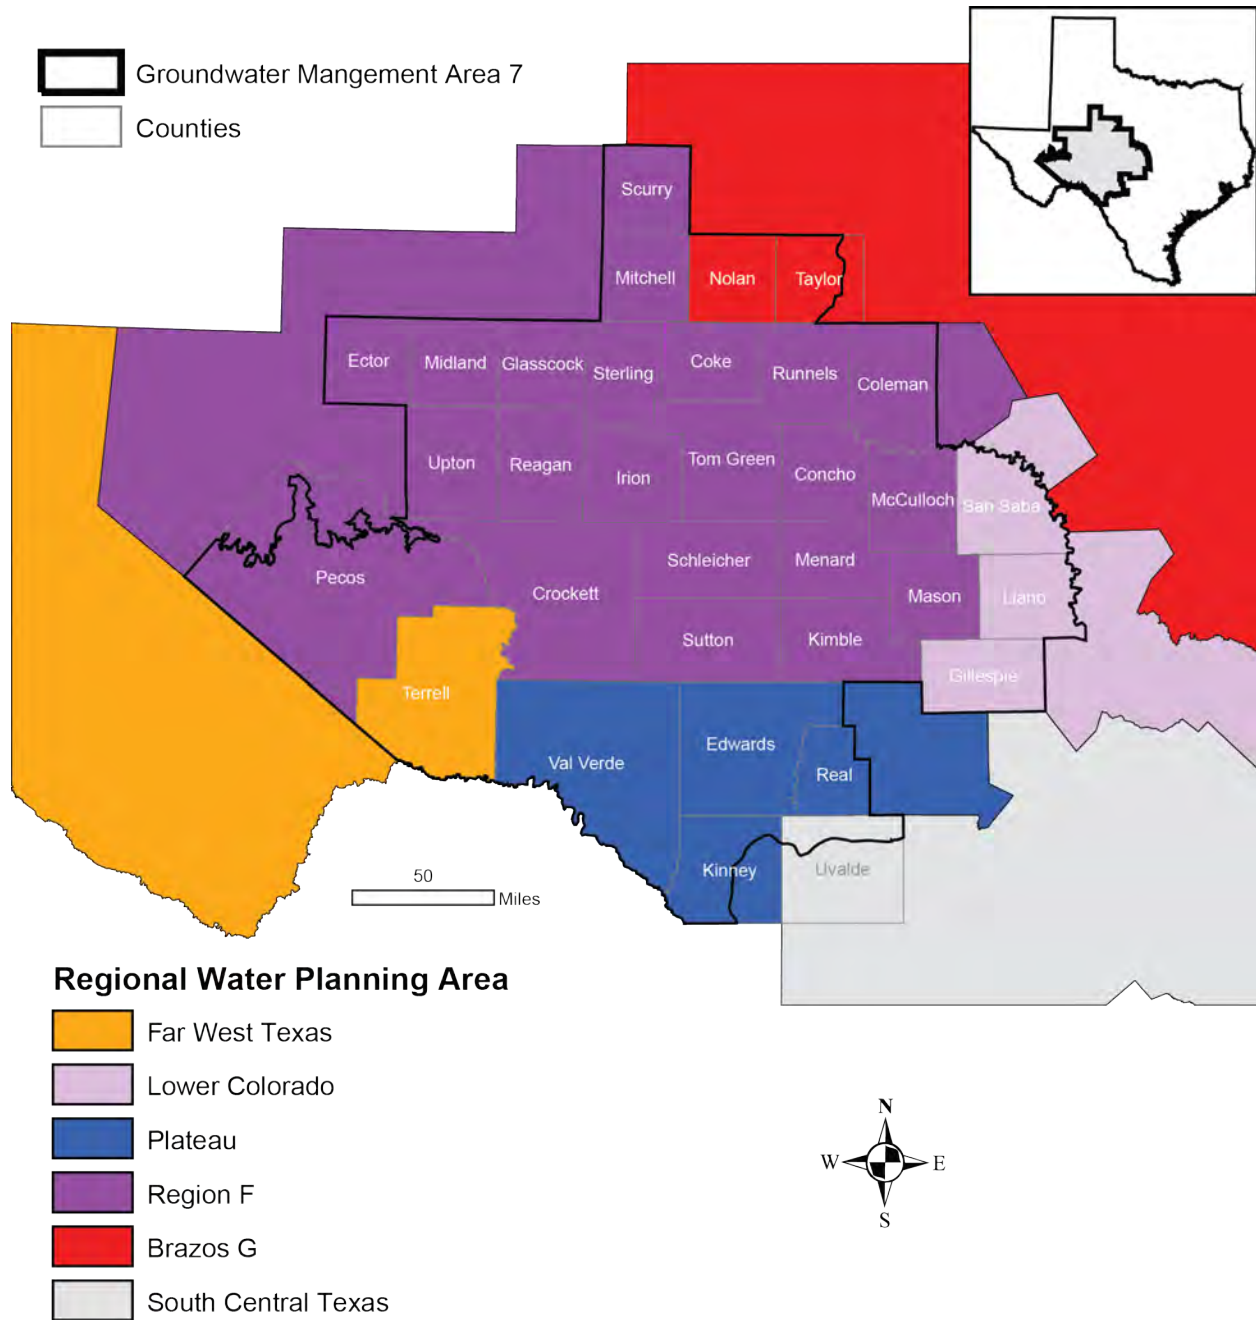 Groundwater Mangement Area 7
Counties
Scurry
Mitchell
Nolan
Taylor
Ector
Midland
Glasscock
Sterling
Coke
Runnels
Coleman
Upton
Reagan
Irion
Tom Green
Concho
McCulloch
San Saba
Pecos
Crockett
Schleicher
Menard
Mason
Llano
Sutton
Kimble
Gillespie
Terrell
Val Verde
Edwards
Real
Kinney
Uvalde
50
Miles
Regional Water Planning Area
Far West Texas
Lower Colorado
Plateau
Region F
Brazos G
South Central Texas
N
W
E
S